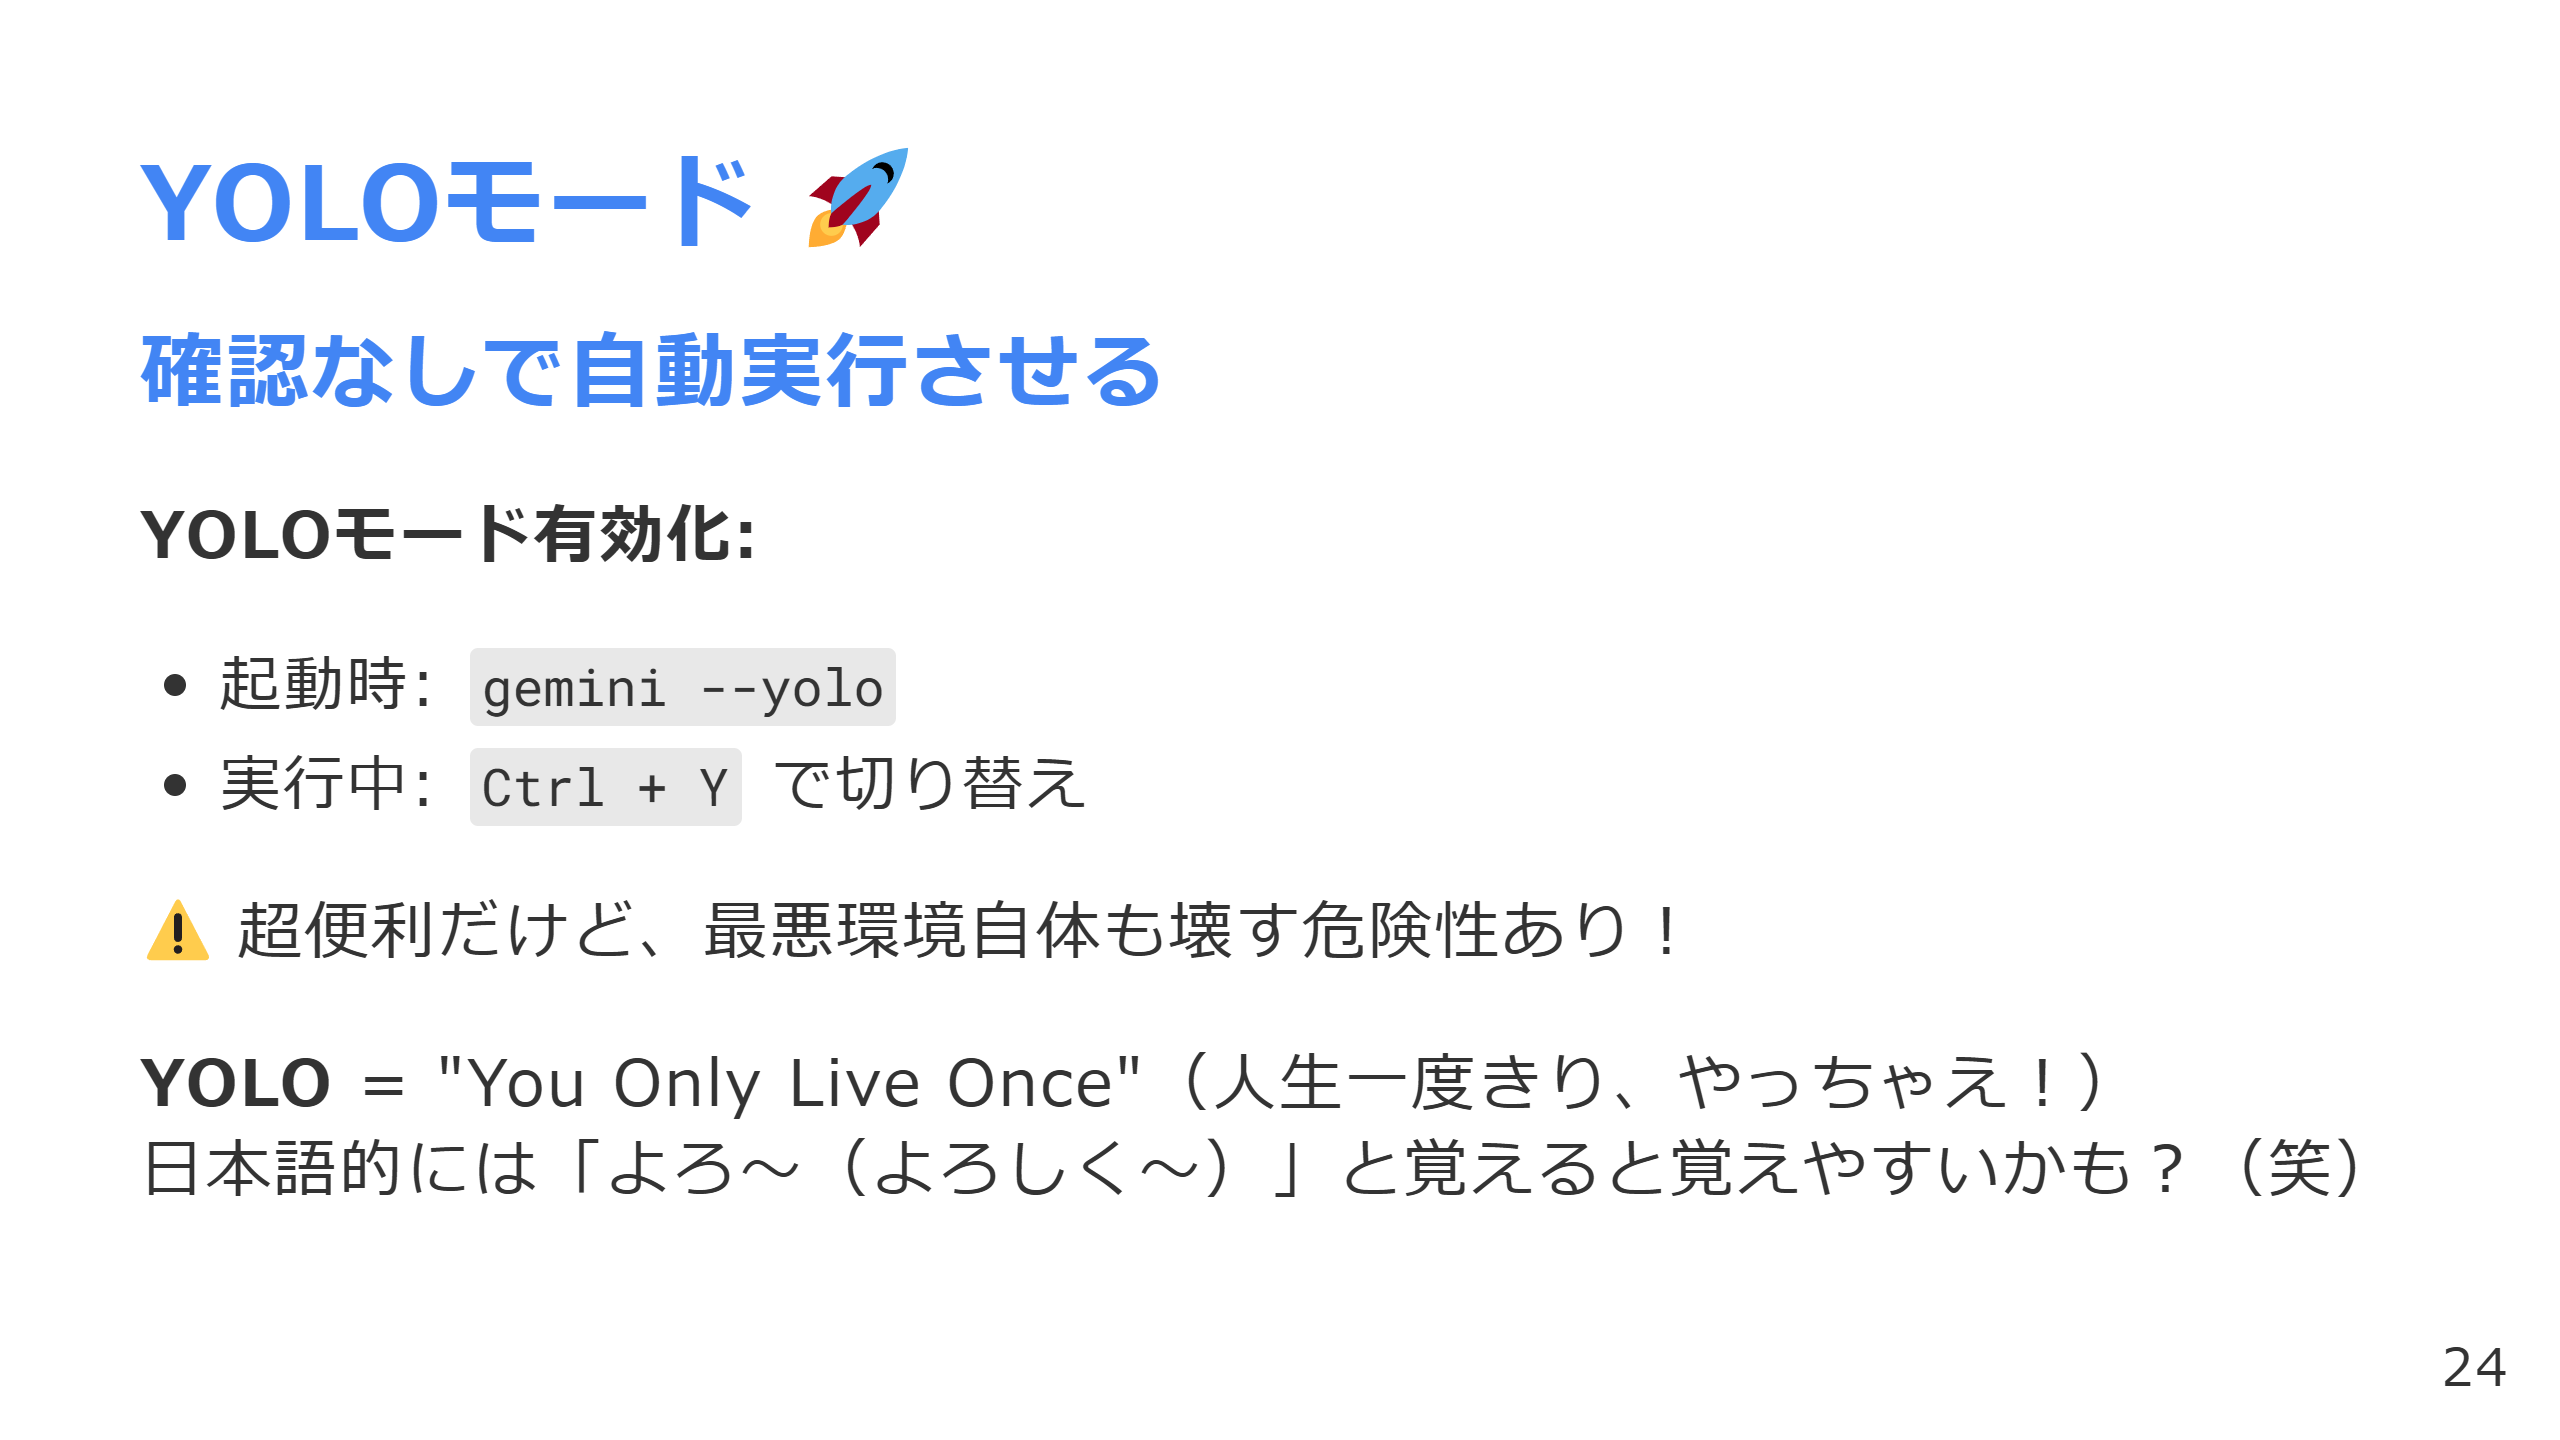 YOLOモード 🚀
確認なしで自動実行させる
YOLOモード有効化:
• 起動時: gemini --yolo
• 実行中: Ctrl + Y で切り替え
⚠️ 超便利だけど、最悪環境自体も壊す危険性あり！
YOLO = "You Only Live Once"（人生一度きり、やっちゃえ！）
日本語的には「よろ〜（よろしく〜）」と覚えると覚えやすいかも？（笑）
24